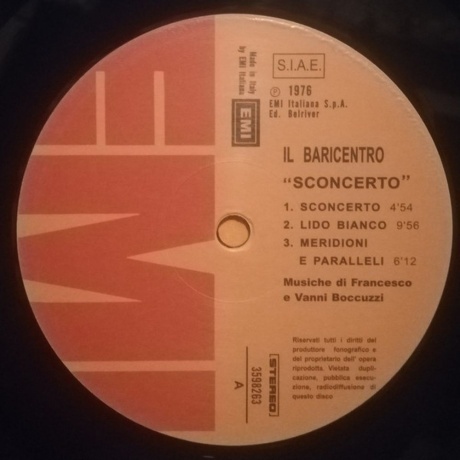 EMI
Made in Italy
by EMI Italiana
EMI
S.I.A.E.
Ⓟ 1976
EMI Italiana S.p.A.
Ed. Belriver
IL BARICENTRO
“SCONCERTO”
1. SCONCERTO 4'54
2. LIDO BIANCO 9'56
3. MERIDIONI
E PARALLELI 6'12
Musiche di Francesco
e Vanni Boccuzzi
STEREO
3598263
A
Riservati tutti i diritti del
produttore fonografico e
del proprietario dell' opera
riprodotta. Vietata dupli-
cazione, pubblica esecu-
zione, radiodiffusione di
questo disco